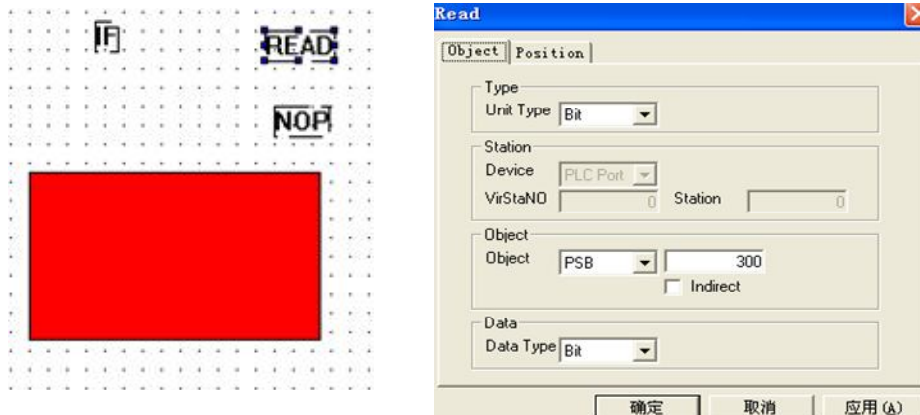 IF
READ
NOP
Read
Object Position
Type
Unit Type Bit
Station
Device PLC Port
VirStaNO 0 Station 0
Object
Object PSB 300
Indirect
Data
Data Type Bit
确定 取消 应用(A)